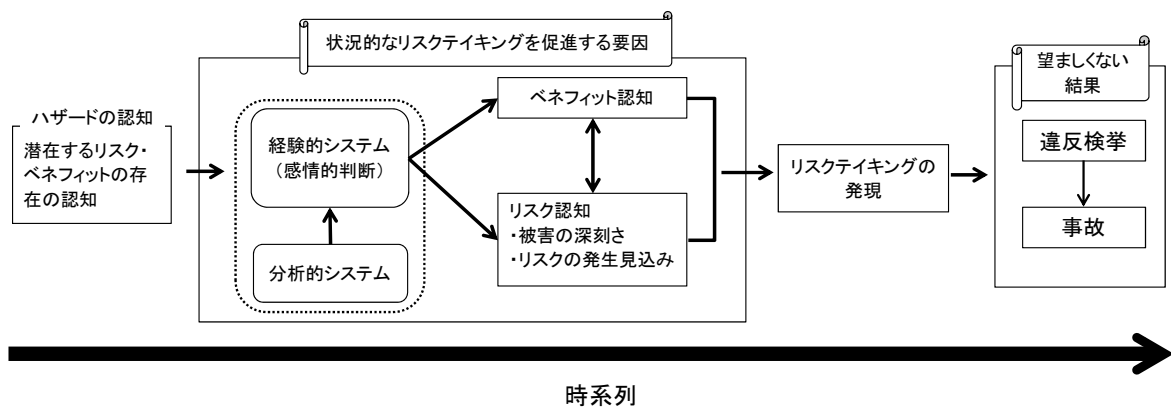 状況的なリスクテイキングを促進する要因
望ましくない
結果
ハザードの認知
潜在するリスク・
ベネフィットの存
在の認知
経験的システム
（感情的判断）
分析的システム
ベネフィット認知
リスク認知
・被害の深刻さ
・リスクの発生見込み
リスクテイキングの
発現
違反検挙
事故
時系列